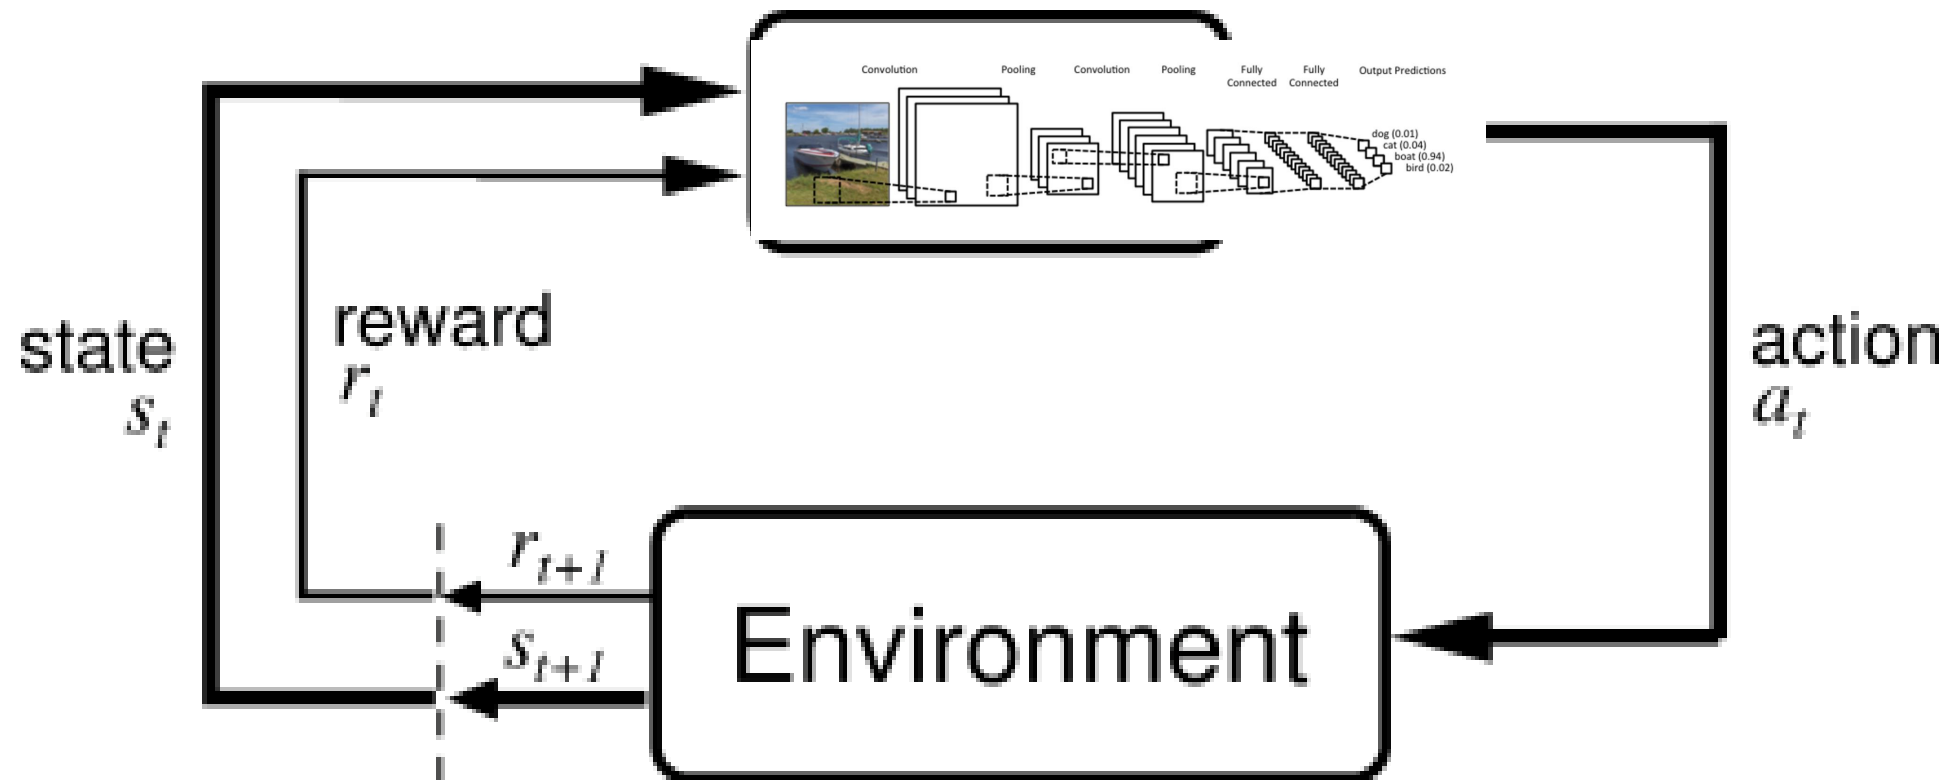 Convolution
Pooling
Convolution
Pooling
Fully
Connected
Fully
Connected
Output Predictions
dog (0.01)
cat (0.04)
boat (0.94)
bird (0.02)
state
s_t
reward
r_t
action
a_t
r_{t+1}
s_{t+1}
Environment